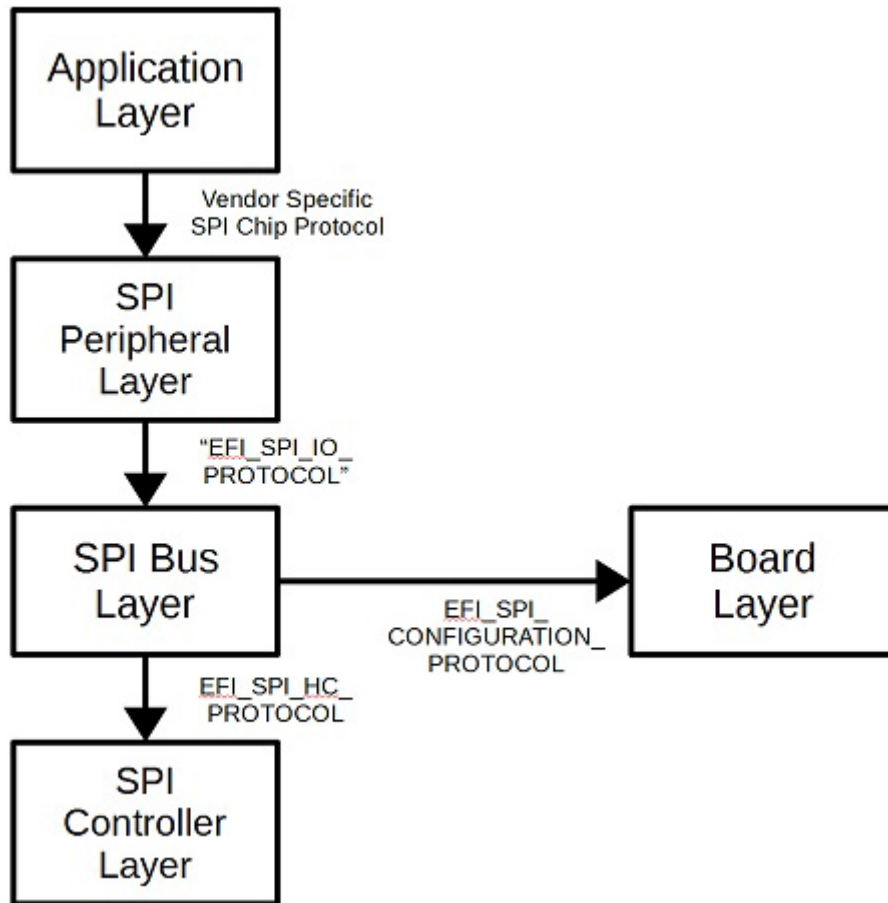 Application
Layer
Vendor Specific
SPI Chip Protocol
SPI
Peripheral
Layer
“EFI_SPI_IO_
PROTOCOL”
SPI Bus
Layer
Board
Layer
EFI_SPI_
CONFIGURATION_
PROTOCOL
EFI_SPI_HC_
PROTOCOL
SPI
Controller
Layer